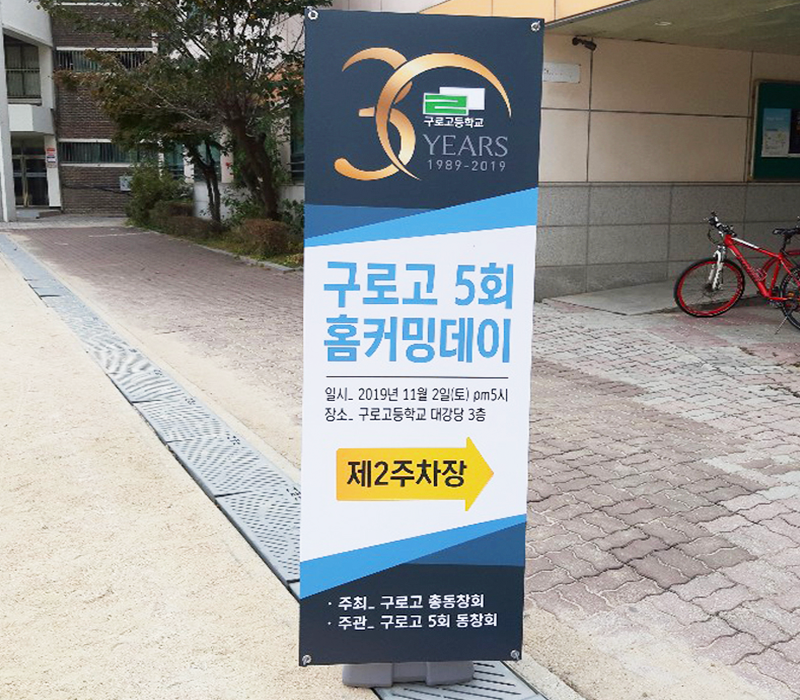 30
구로고등학교
YEARS
1989-2019
구로고 5회
홈커밍데이
일시_ 2019년 11월 2일(토) pm5시
장소_ 구로고등학교 대강당 3층
제2주차장
· 주최_ 구로고 총동창회
· 주관_ 구로고 5회 동창회